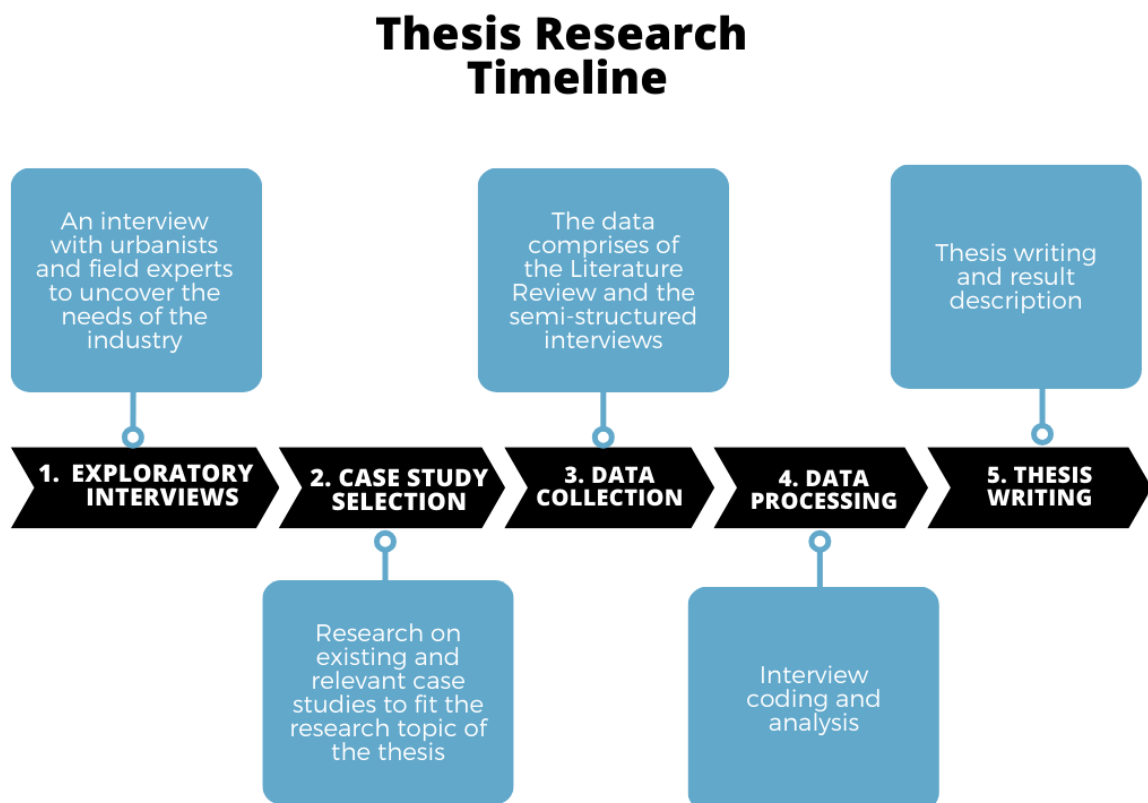 Thesis Research
Timeline
An interview
with urbanists
and field experts
to uncover the
needs of the
industry
The data
comprises of
the Literature
Review and the
semi-structured
interviews
Thesis writing
and result
description
1. EXPLORATORY
INTERVIEWS
2. CASE STUDY
SELECTION
3. DATA
COLLECTION
4. DATA
PROCESSING
5. THESIS
WRITING
Research on
existing and
relevant case
studies to fit the
research topic of
the thesis
Interview
coding and
analysis